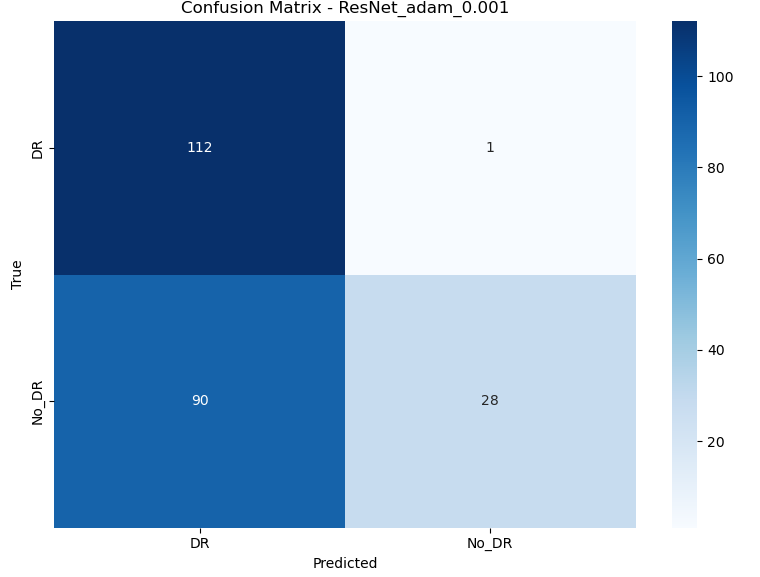 Confusion Matrix - ResNet_adam_0.001
DR
112
1
100
80
60
40
20
True
No_DR
90
28
DR
No_DR
Predicted